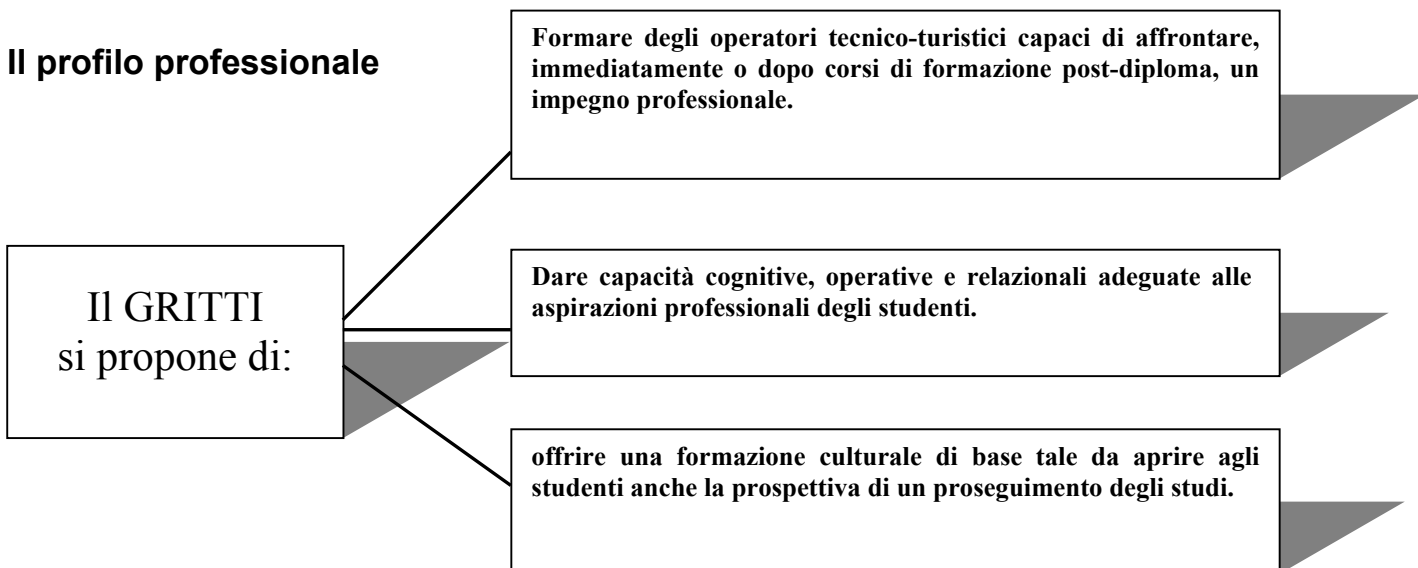 Il profilo professionale
Formare degli operatori tecnico-turistici capaci di affrontare,
immediatamente o dopo corsi di formazione post-diploma, un
impegno professionale.
Il GRITTI
si propone di:
Dare capacità cognitive, operative e relazionali adeguate alle
aspirazioni professionali degli studenti.
offrire una formazione culturale di base tale da aprire agli
studenti anche la prospettiva di un proseguimento degli studi.